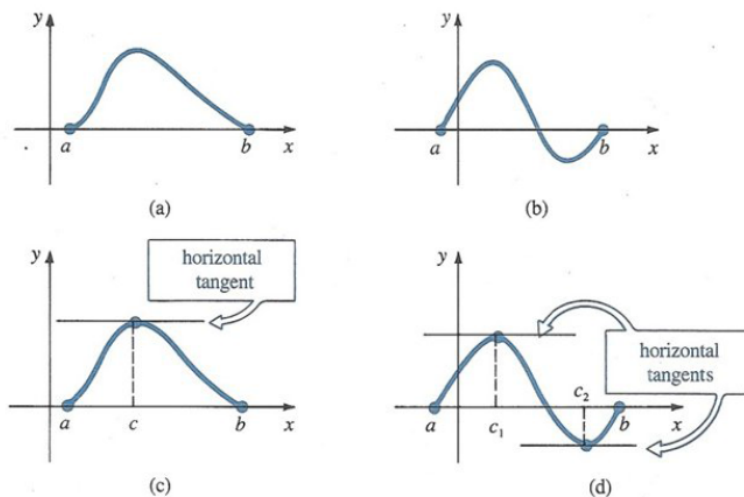 y
a
b
x
(a)
y
a
b
x
(b)
y
horizontal
tangent
a
c
b
x
(c)
y
horizontal
tangents
c₂
a
c₁
b
x
(d)